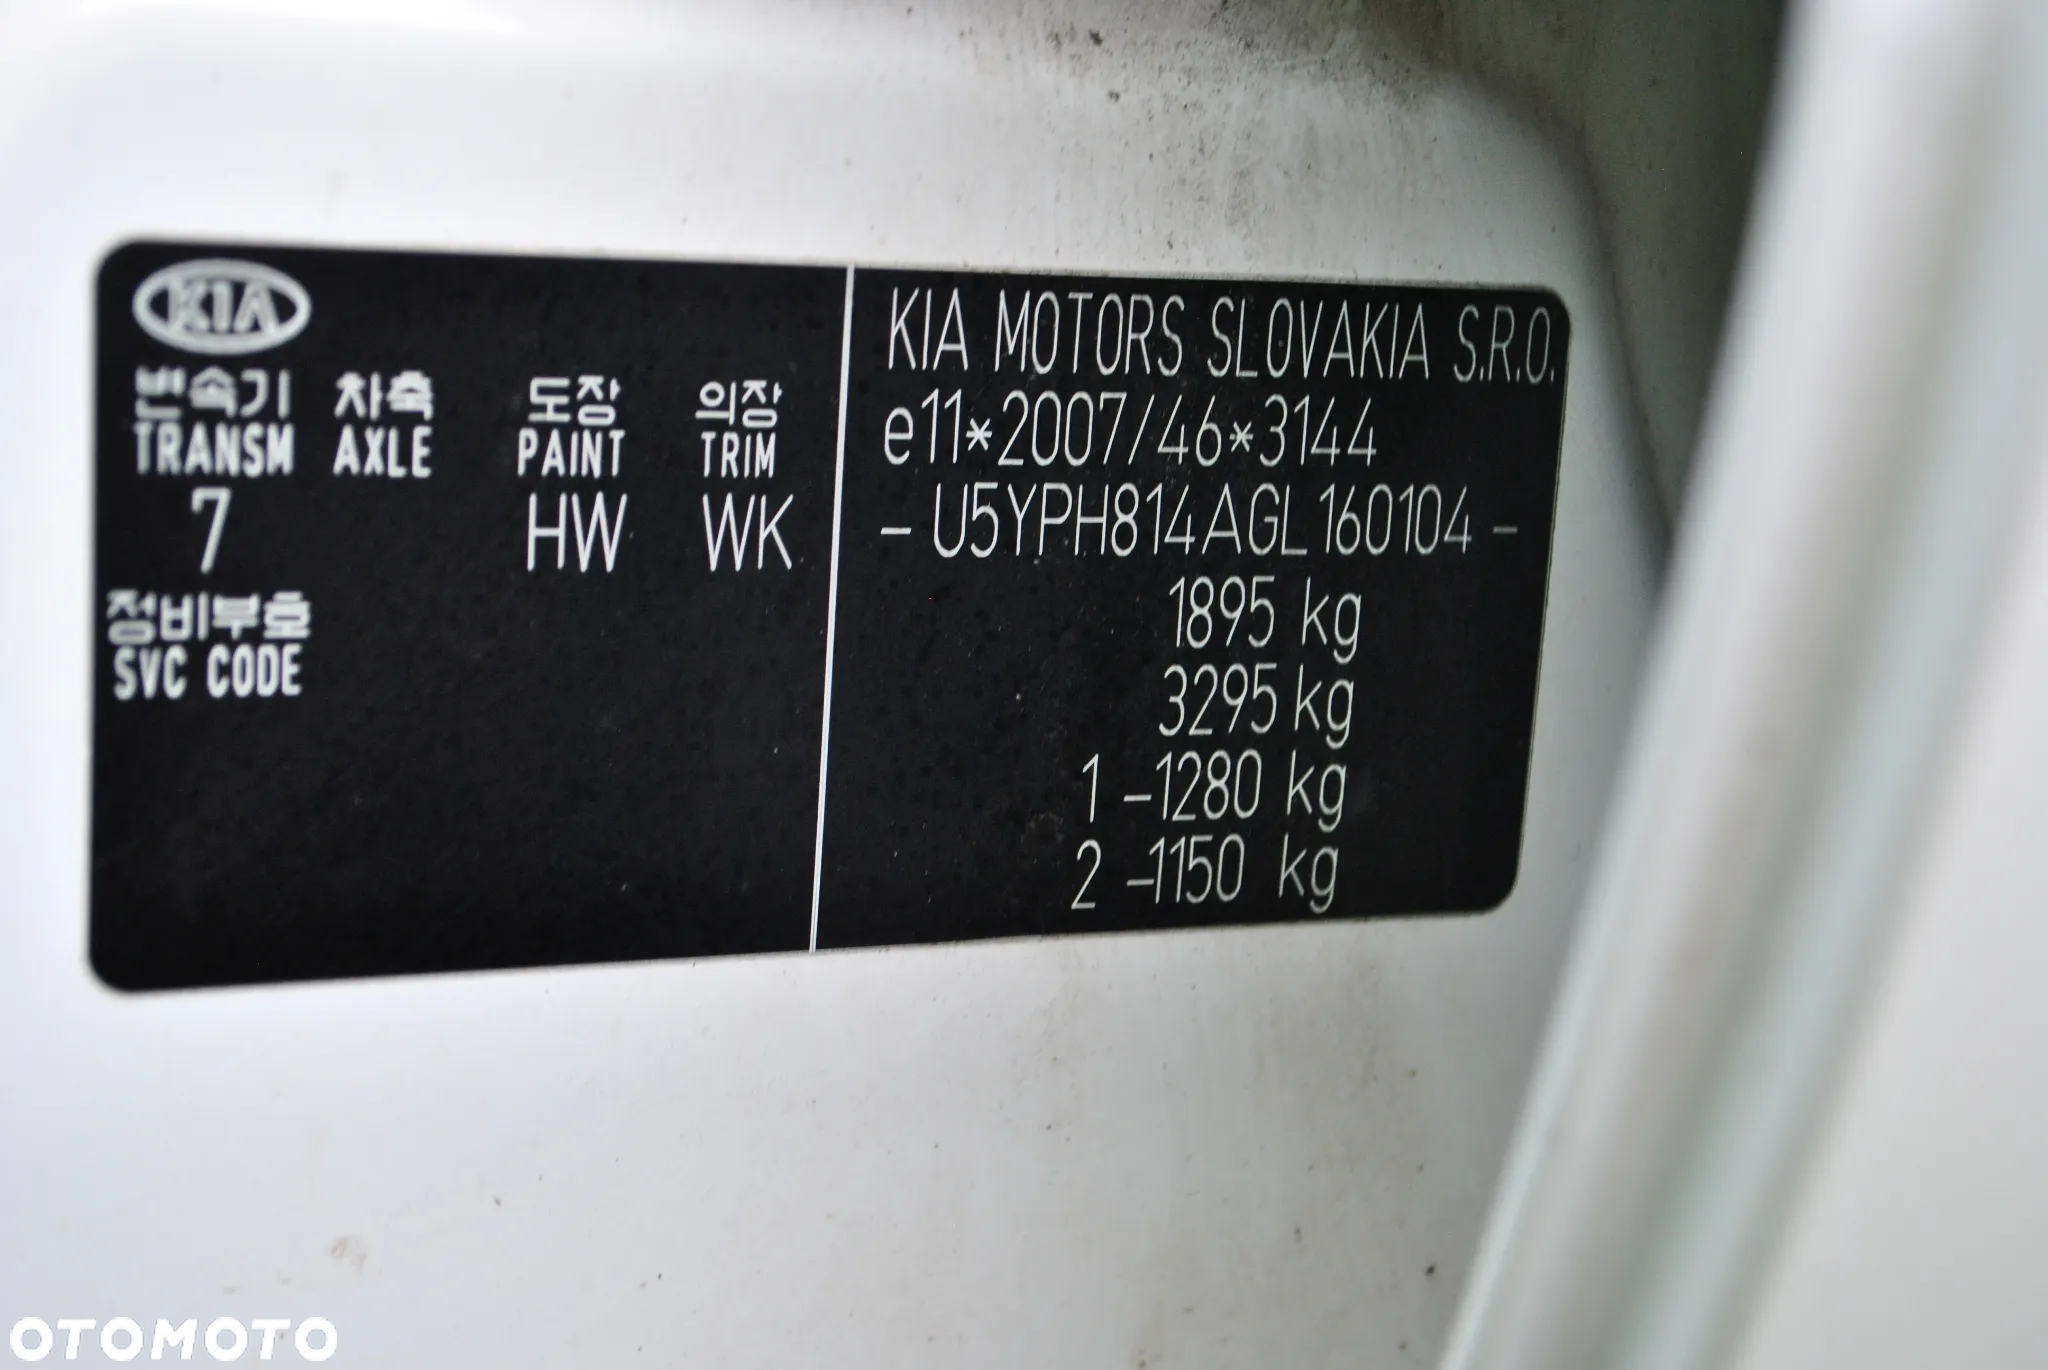 KIA
변속기 차축 도장 의장
TRANSM AXLE PAINT TRIM
7 HW WK
정비부호
SVC CODE
KIA MOTORS SLOVAKIA S.R.O.
e11*2007/46*3144
- U5YPH814AGL160104 -
1895 kg
3295 kg
1 -1280 kg
2 -1150 kg
OTOMOTO